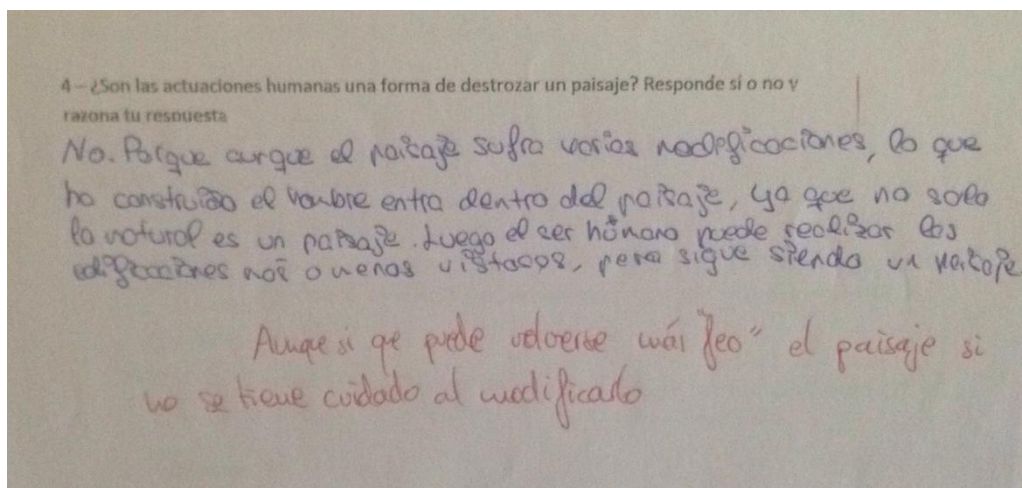 4 – ¿Son las actuaciones humanas una forma de destrozar un paisaje? Responde si o no y
razona tu respuesta
No. Porque aunque el paisaje sufra varias modificaciones, lo que
ha construido el hombre entra dentro del paisaje, ya que no solo
lo natural es un paisaje. Luego el ser humano puede realizar las
edificaciones más o menos vistosas, pero sigue siendo un paisaje
Aunque si que puede volverse más "feo" el paisaje si
no se tiene cuidado al modificarlo